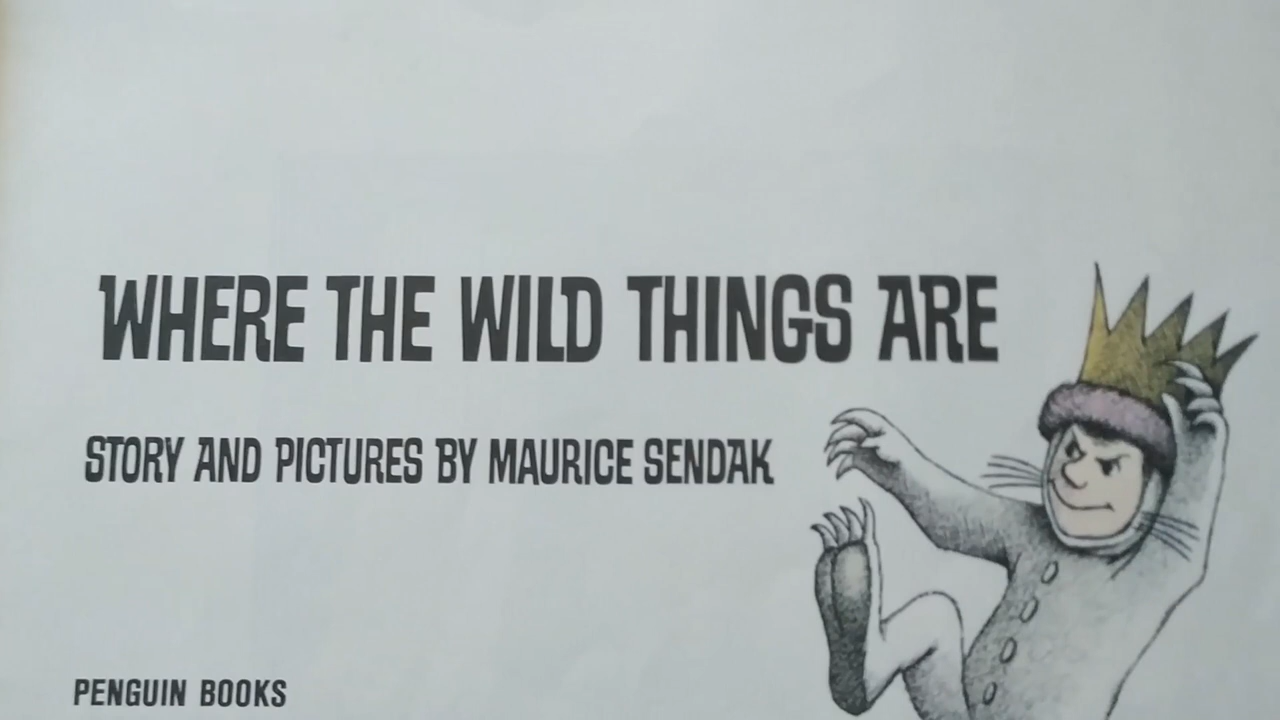 WHERE THE WILD THINGS ARE
STORY AND PICTURES BY MAURICE SENDAK
PENGUIN BOOKS